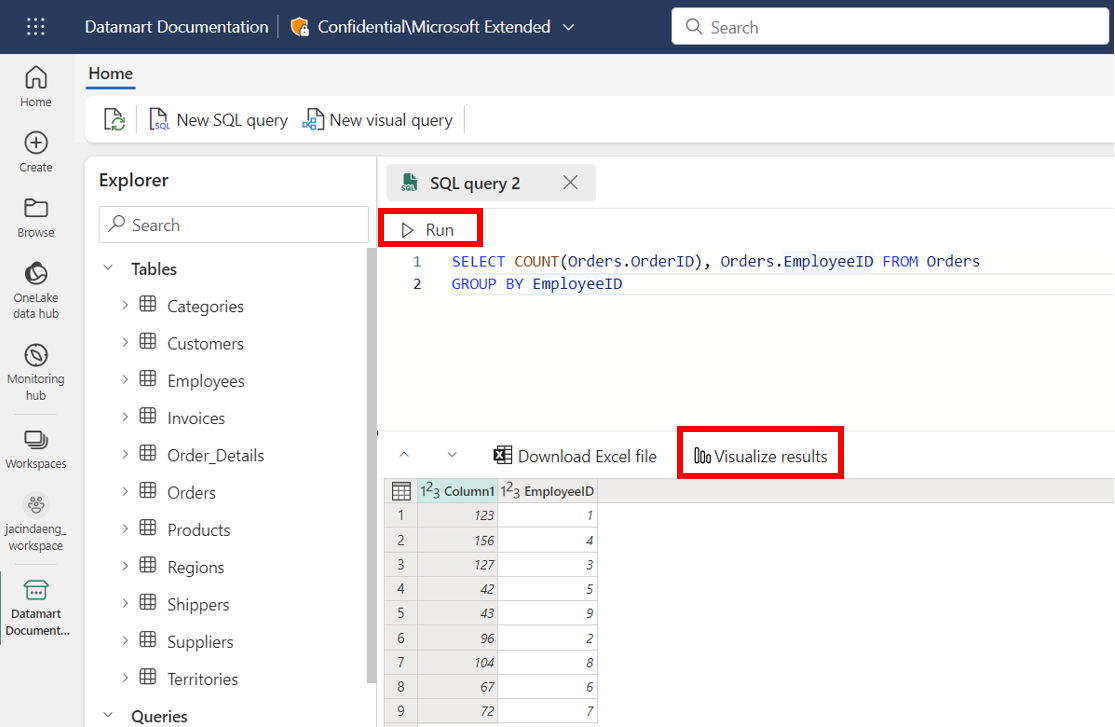 Datamart Documentation
Confidential\Microsoft Extended
Search
Home
Create
Browse
OneLake
data hub
Monitoring
hub
Workspaces
jacindaeng_
workspace
Datamart
Document...
Home
New SQL query
New visual query
Explorer
Search
Tables
Categories
Customers
Employees
Invoices
Order_Details
Orders
Products
Regions
Shippers
Suppliers
Territories
Queries
SQL query 2
Run
1 SELECT COUNT(Orders.OrderID), Orders.EmployeeID FROM Orders
2 GROUP BY EmployeeID
Download Excel file
Visualize results
123 Column1 123 EmployeeID
1 123 1
2 156 4
3 127 3
4 42 5
5 43 9
6 96 2
7 104 8
8 67 6
9 72 7